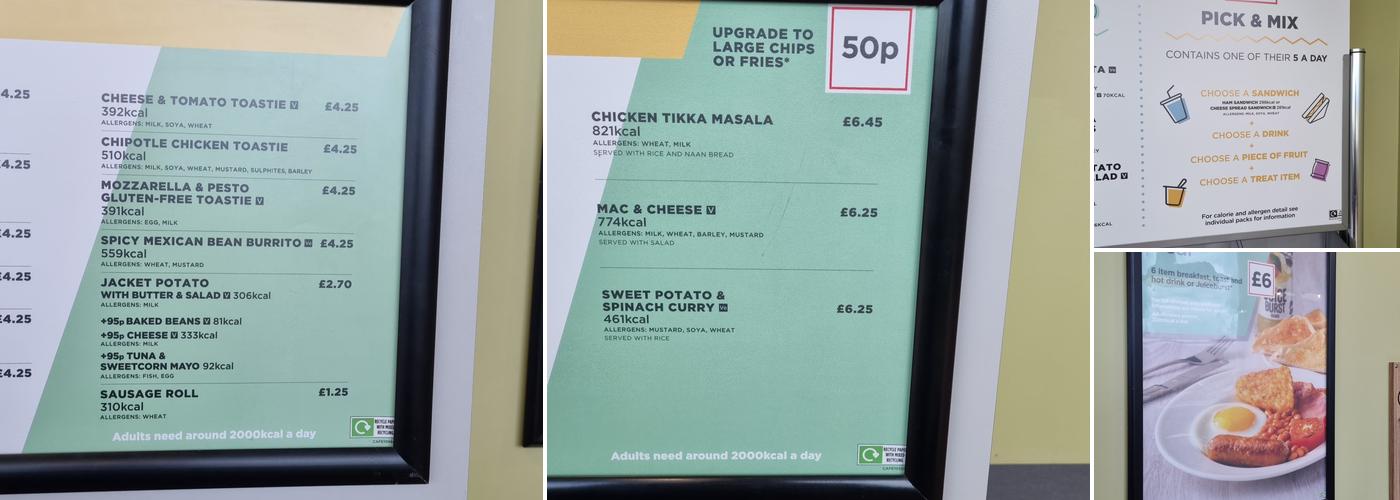 4.25
£4.25
£4.25
£4.25
£4.25
£4.25
CHEESE & TOMATO TOASTIE V £4.25
392kcal
ALLERGENS: MILK, SOYA, WHEAT
CHIPOTLE CHICKEN TOASTIE £4.25
510kcal
ALLERGENS: MILK, SOYA, WHEAT, MUSTARD, SULPHITES, BARLEY
MOZZARELLA & PESTO £4.25
GLUTEN-FREE TOASTIE V
391kcal
ALLERGENS: EGG, MILK
SPICY MEXICAN BEAN BURRITO £4.25
559kcal
ALLERGENS: WHEAT, MUSTARD
JACKET POTATO £2.70
WITH BUTTER & SALAD V 306kcal
ALLERGENS: MILK
+95p BAKED BEANS V 81kcal
+95p CHEESE V 333kcal
ALLERGENS: MILK
+95p TUNA &
SWEETCORN MAYO 92kcal
ALLERGENS: FISH, EGG
SAUSAGE ROLL £1.25
310kcal
ALLERGENS: WHEAT
Adults need around 2000kcal a day
UPGRADE TO
LARGE CHIPS
OR FRIES*
50p
CHICKEN TIKKA MASALA £6.45
821kcal
ALLERGENS: WHEAT, MILK
SERVED WITH RICE AND NAAN BREAD
MAC & CHEESE V £6.25
774kcal
ALLERGENS: MILK, WHEAT, BARLEY, MUSTARD
SERVED WITH SALAD
SWEET POTATO &
SPINACH CURRY £6.25
461kcal
ALLERGENS: MUSTARD, SOYA, WHEAT
SERVED WITH RICE
Adults need around 2000kcal a day
PICK & MIX
CONTAINS ONE OF THEIR 5 A DAY
CHOOSE A SANDWICH
+
CHOOSE A DRINK
+
CHOOSE A PIECE OF FRUIT
+
CHOOSE A TREAT ITEM
For calorie and allergen detail see
individual packs for information
70KCAL
6 item breakfast, toast and
hot drink or Juiceburst*
£6